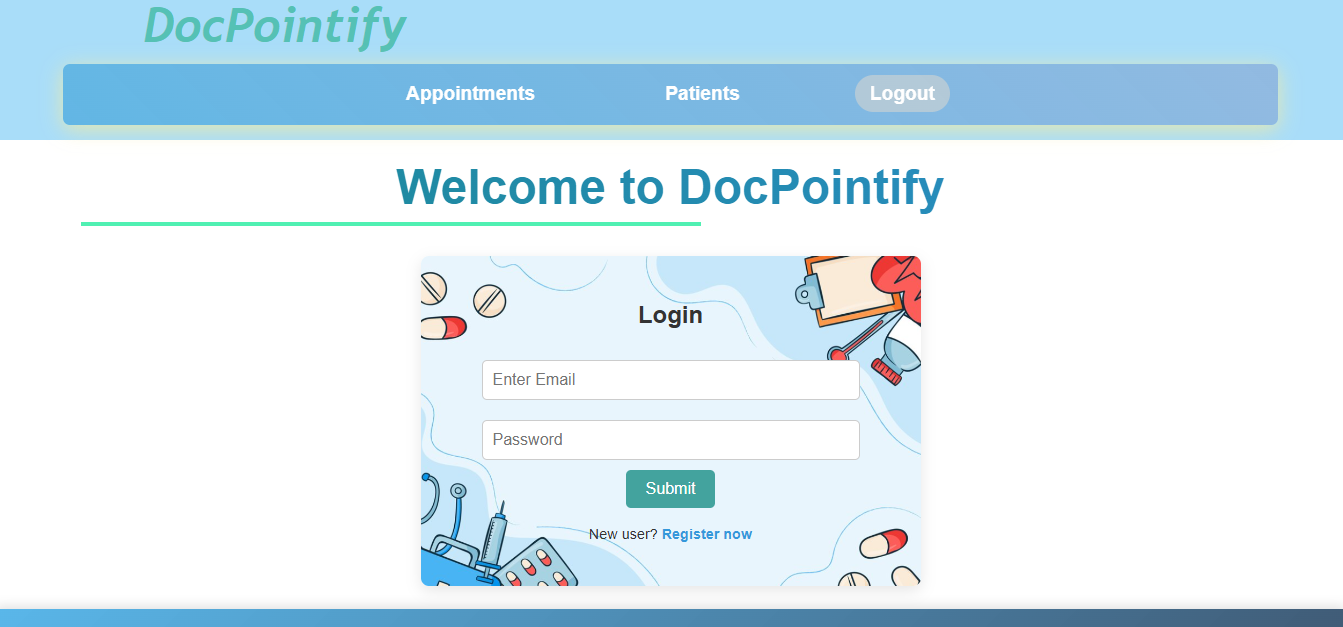 DocPointify
Appointments Patients Logout
Welcome to DocPointify
Login
Enter Email
Password
Submit
New user? Register now